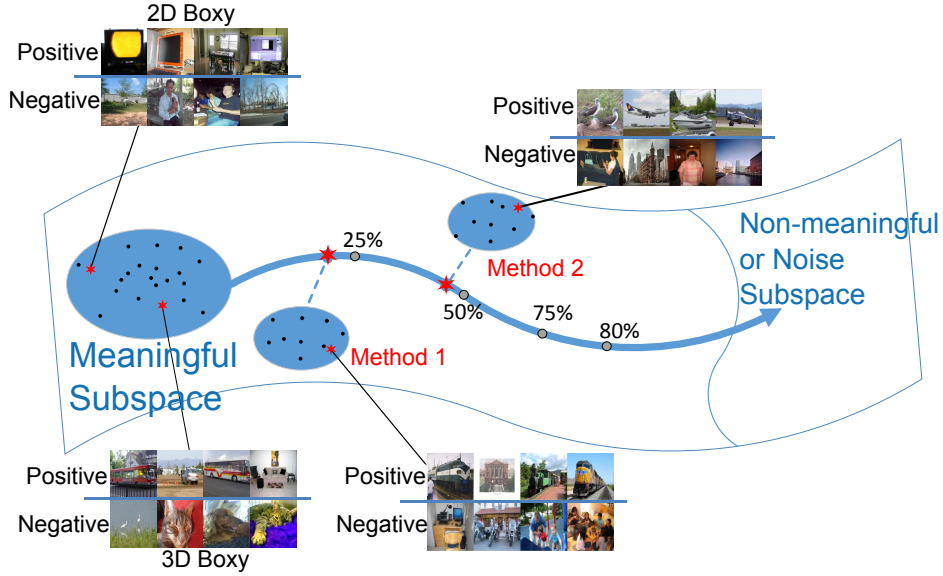 2D Boxy
Positive
Negative
Positive
Negative
25%
Non-meaningful
or Noise
Subspace
Method 2
50%
75%
80%
Method 1
Meaningful
Subspace
Positive
Negative
3D Boxy
Positive
Negative